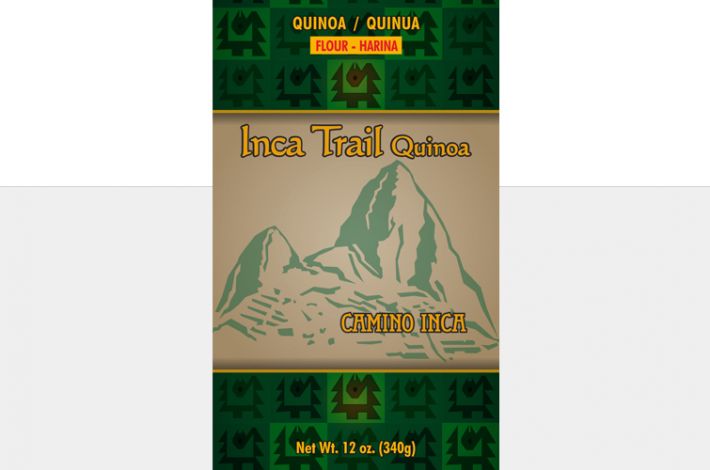 QUINOA / QUINUA
FLOUR - HARINA
Inca Trail Quinoa
CAMINO INCA
Net Wt. 12 oz. (340g)